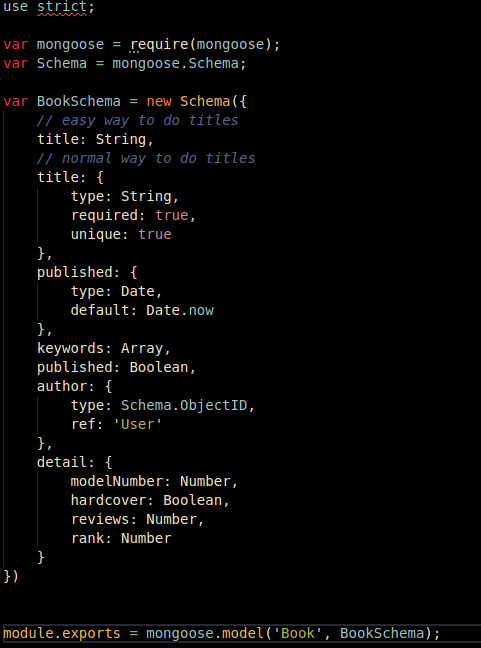 use strict;
var mongoose = require(mongoose);
var Schema = mongoose.Schema;
var BookSchema = new Schema({
// easy way to do titles
title: String,
// normal way to do titles
title: {
type: String,
required: true,
unique: true
},
published: {
type: Date,
default: Date.now
},
keywords: Array,
published: Boolean,
author: {
type: Schema.ObjectID,
ref: 'User'
},
detail: {
modelNumber: Number,
hardcover: Boolean,
reviews: Number,
rank: Number
}
})
module.exports = mongoose.model('Book', BookSchema);